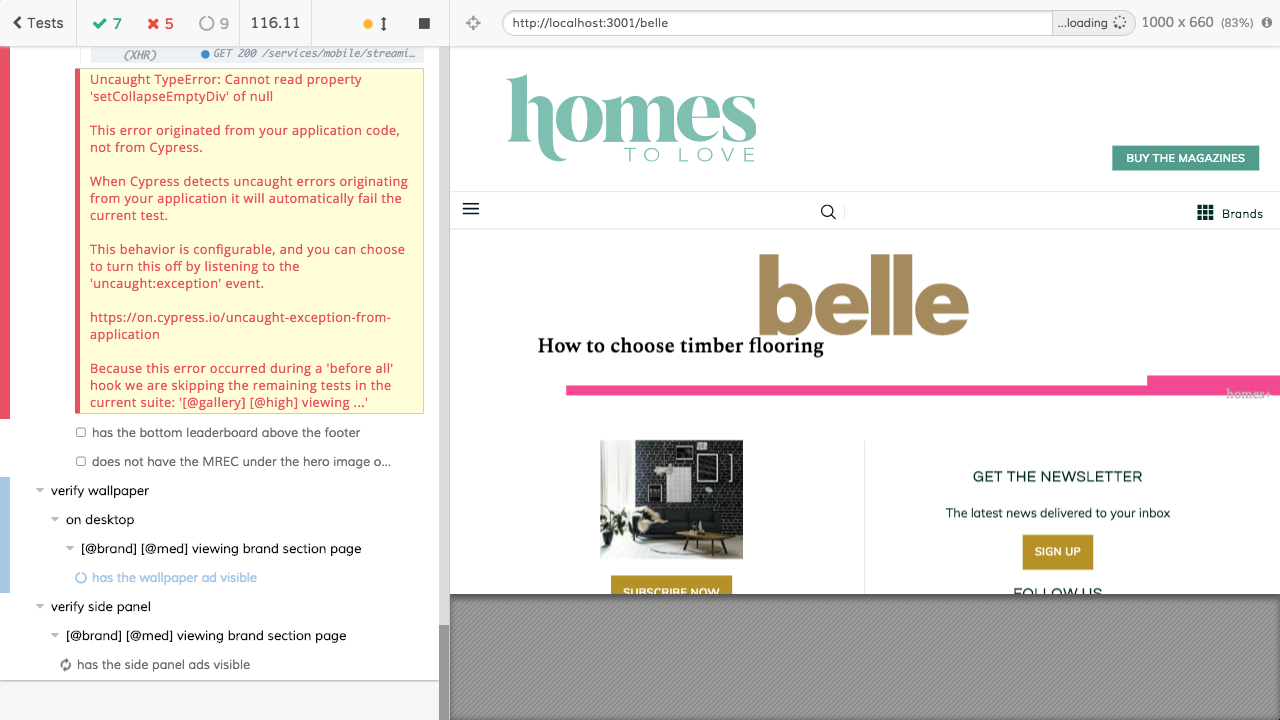 Tests
7
5
9
116.11
http://localhost:3001/belle
...loading
1000 x 660 (83%)
(XHR) GET 200 /services/mobile/streami...
Uncaught TypeError: Cannot read property
'setCollapseEmptyDiv' of null
This error originated from your application code,
not from Cypress.
When Cypress detects uncaught errors originating
from your application it will automatically fail the
current test.
This behavior is configurable, and you can choose
to turn this off by listening to the
'uncaught:exception' event.
https://on.cypress.io/uncaught-exception-from-
application
Because this error occurred during a 'before all'
hook we are skipping the remaining tests in the
current suite: '[@gallery] [@high] viewing ...'
has the bottom leaderboard above the footer
does not have the MREC under the hero image o...
verify wallpaper
on desktop
[@brand] [@med] viewing brand section page
has the wallpaper ad visible
verify side panel
[@brand] [@med] viewing brand section page
has the side panel ads visible
homes
TO LOVE
BUY THE MAGAZINES
Brands
belle
How to choose timber flooring
homes+
SUBSCRIBE NOW
GET THE NEWSLETTER
The latest news delivered to your inbox
SIGN UP
FOLLOW US